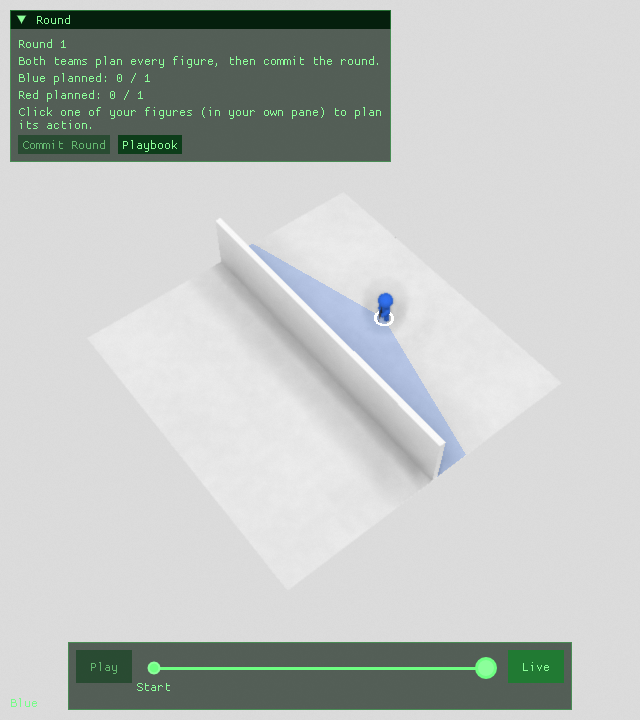 Round
Round 1
Both teams plan every figure, then commit the round.
Blue planned: 0 / 1
Red planned: 0 / 1
Click one of your figures (in your own pane) to plan
its action.
Commit Round Playbook
Play Live
Start
Blue